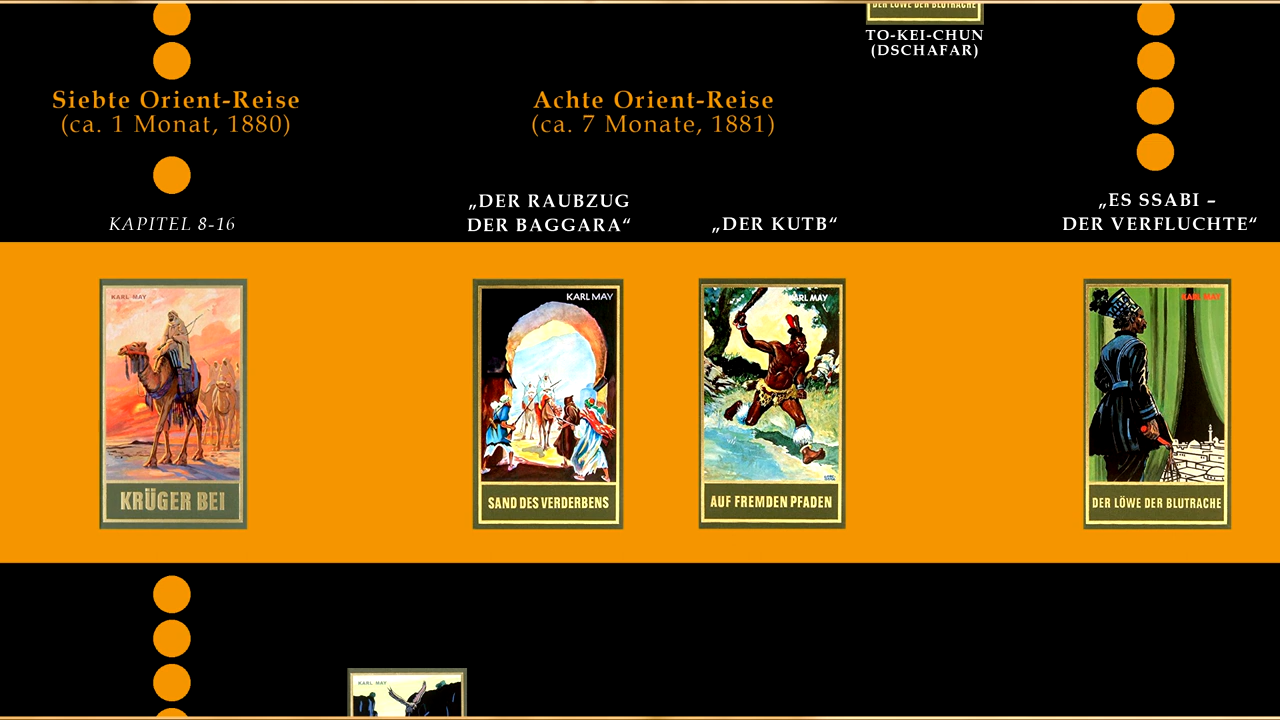 DER LÖWE DER BLUTRACHE
TO-KEI-CHUN
(DSCHAFAR)
Siebte Orient-Reise
(ca. 1 Monat, 1880)
Achte Orient-Reise
(ca. 7 Monate, 1881)
KAPITEL 8-16
„DER RAUBZUG
DER BAGGARA“
„DER KUTB“
„ES SSABI –
DER VERFLUCHTE“
KARL MAY
KRÜGER BEI
KARL MAY
SAND DES VERDERBENS
KARL MAY
AUF FREMDEN PFADEN
KARL MAY
DER LÖWE DER BLUTRACHE
KARL MAY